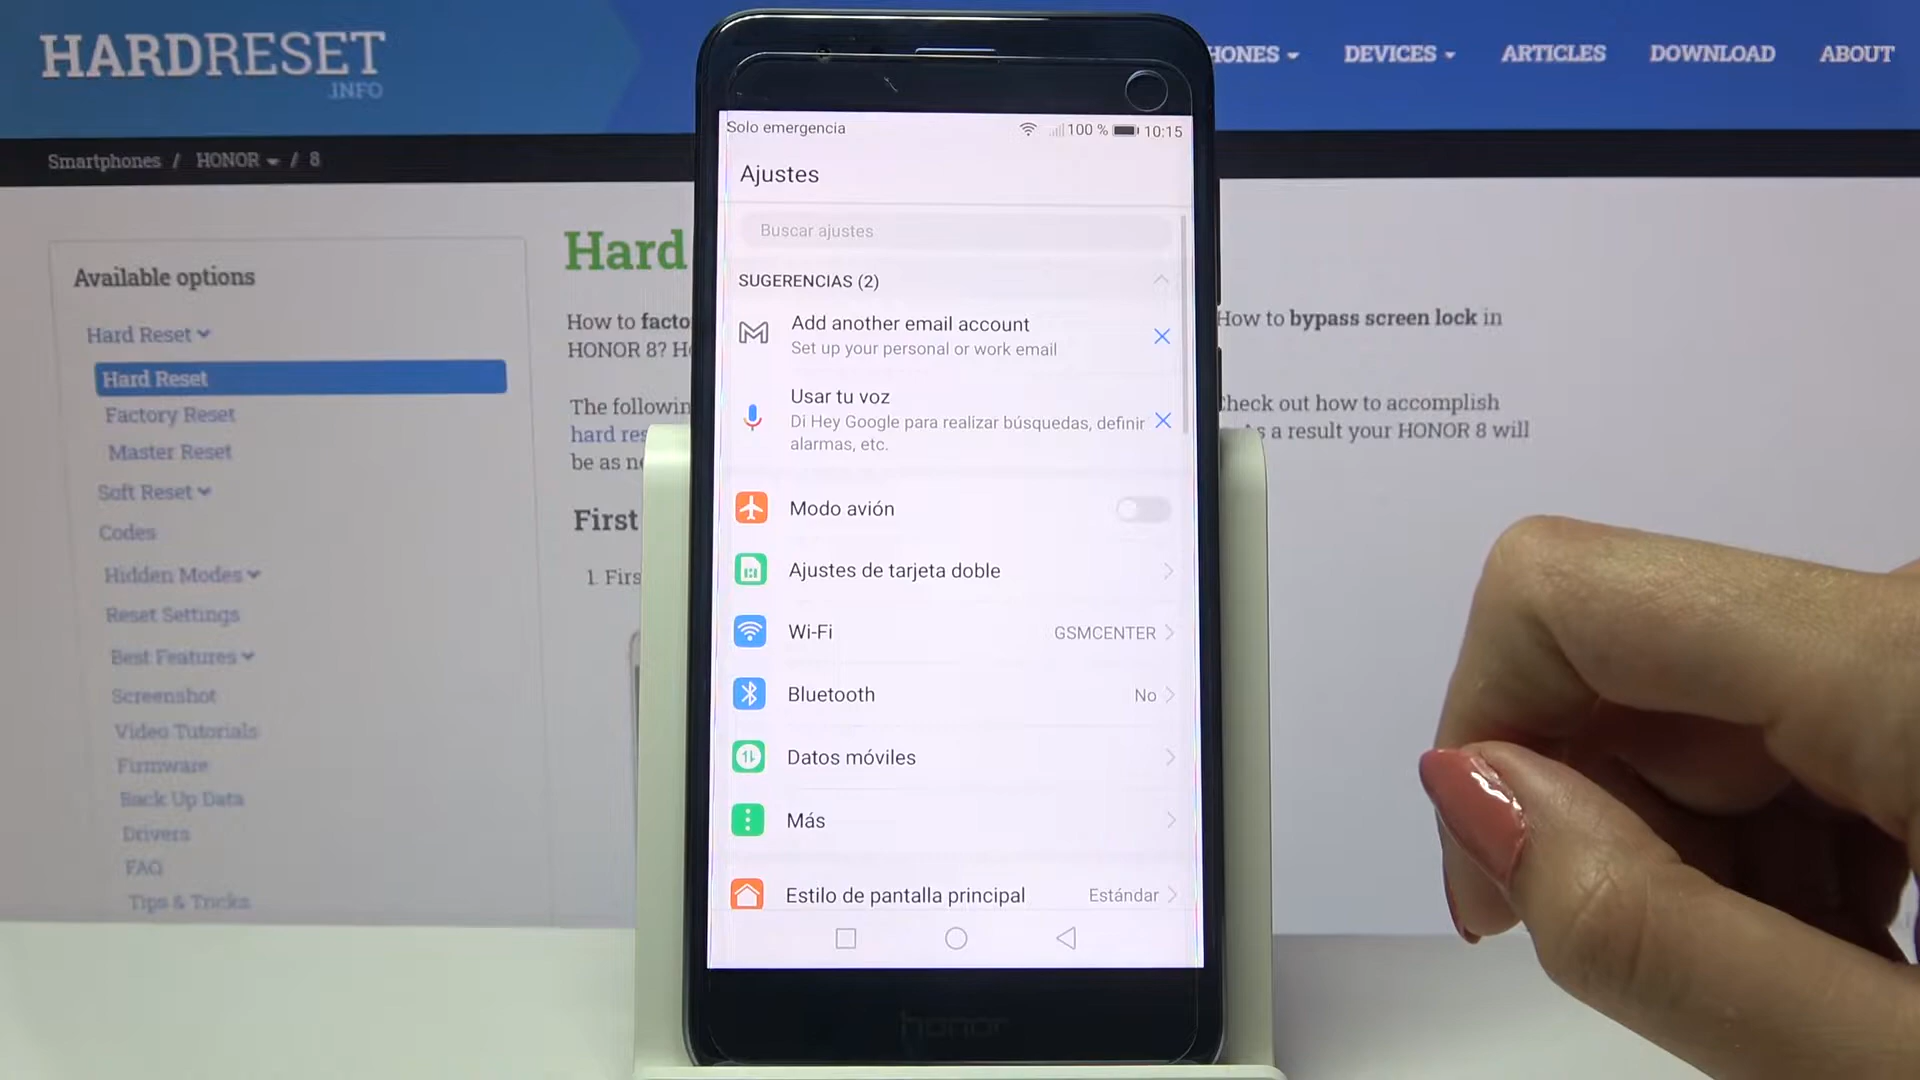 HARDRESET
.INFO
HONES
DEVICES
ARTICLES
DOWNLOAD
ABOUT
Smartphones / HONOR / 8
Available options
Hard Reset
Hard Reset
Factory Reset
Master Reset
Soft Reset
Codes
Hidden Modes
Reset Settings
Best Features
Screenshot
Video Tutorials
Firmware
Back Up Data
Drivers
FAQ
Tips & Tricks
Hard
How to facto
HONOR 8? H
The followin
hard res
be as n
First
1. Firs
How to bypass screen lock in
Check out how to accomplish
As a result your HONOR 8 will
Solo emergencia
100 % 10:15
Ajustes
Buscar ajustes
SUGERENCIAS (2)
Add another email account
Set up your personal or work email
Usar tu voz
Di Hey Google para realizar búsquedas, definir
alarmas, etc.
Modo avión
Ajustes de tarjeta doble
Wi-Fi GSMCENTER
Bluetooth No
Datos móviles
Más
Estilo de pantalla principal Estándar
honor